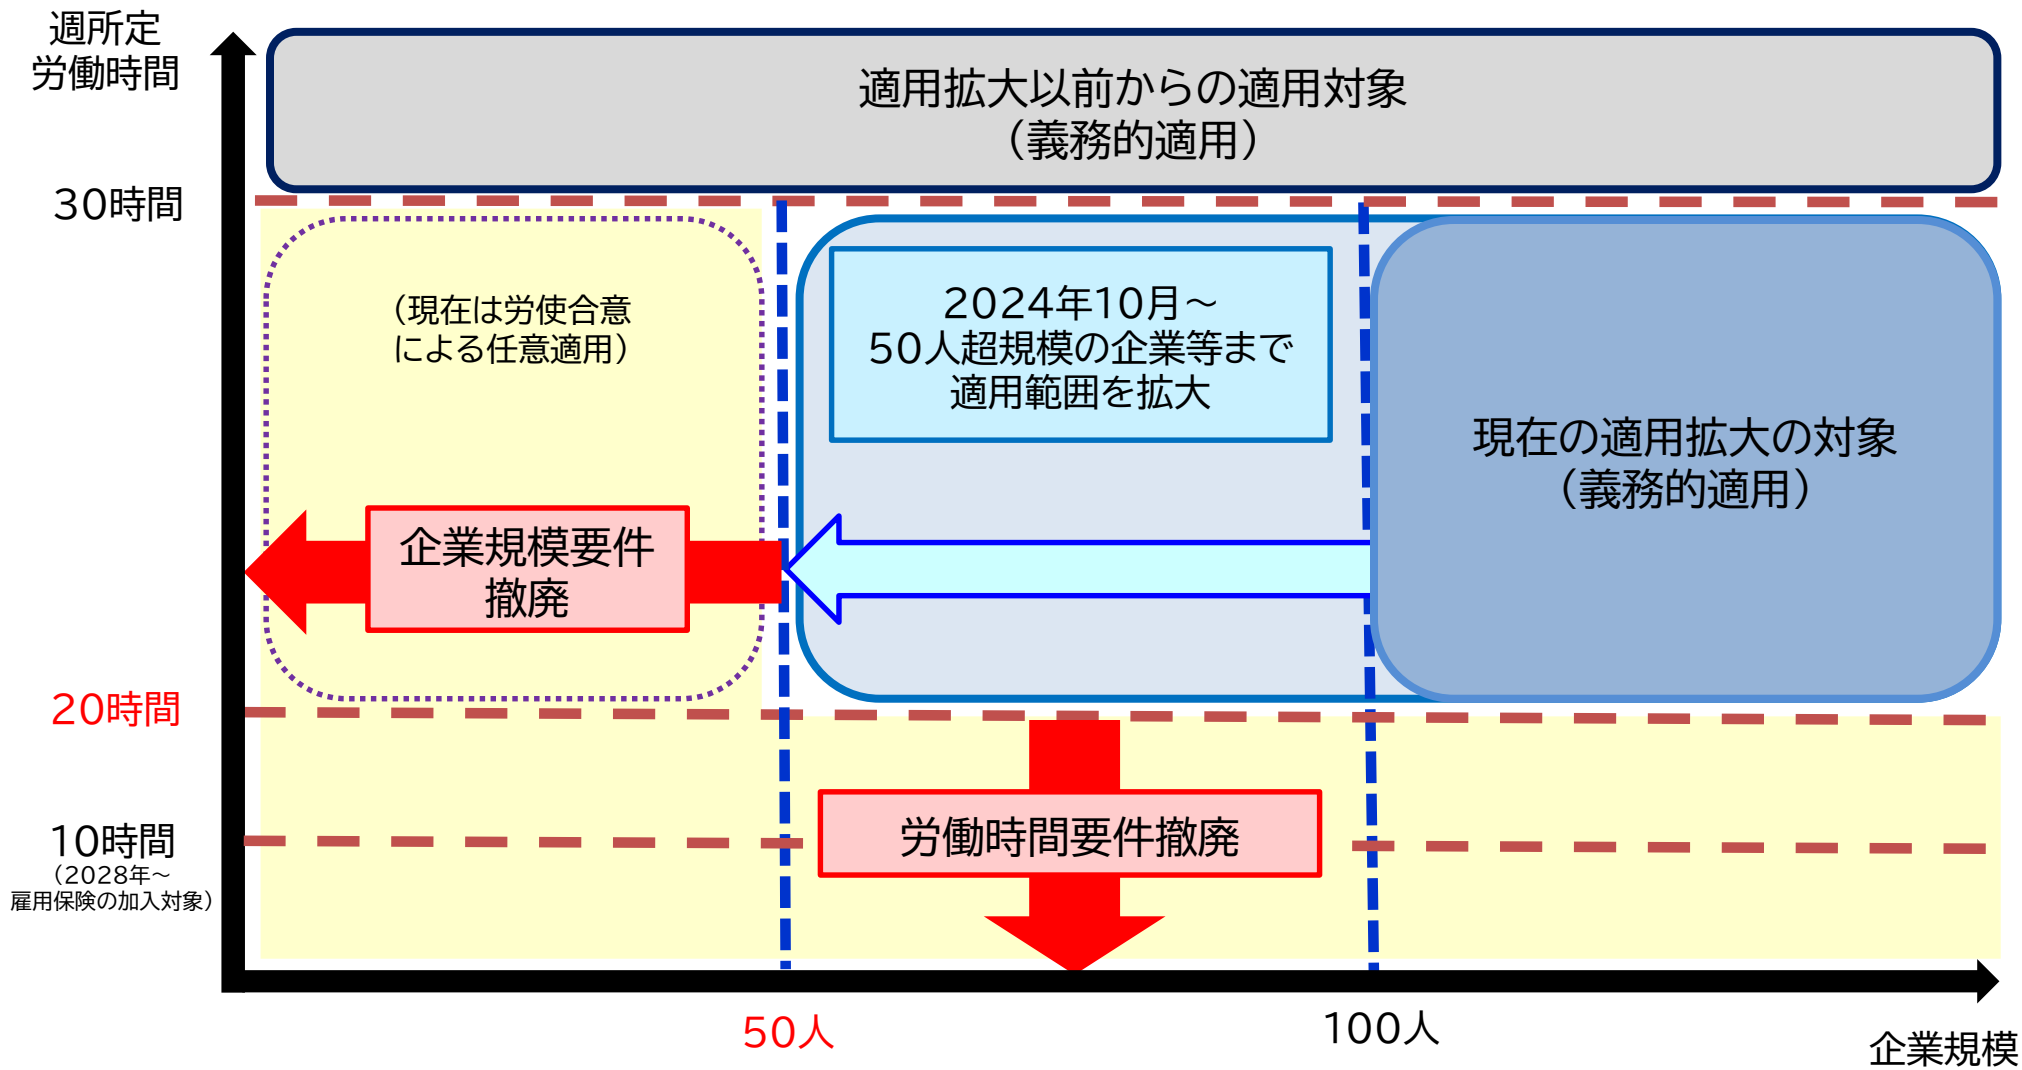 週所定
労働時間
適用拡大以前からの適用対象
（義務的適用）
30時間
（現在は労使合意
による任意適用）
2024年10月～
50人超規模の企業等まで
適用範囲を拡大
現在の適用拡大の対象
（義務的適用）
企業規模要件
撤廃
20時間
労働時間要件撤廃
10時間
（2028年～
雇用保険の加入対象）
50人
100人
企業規模